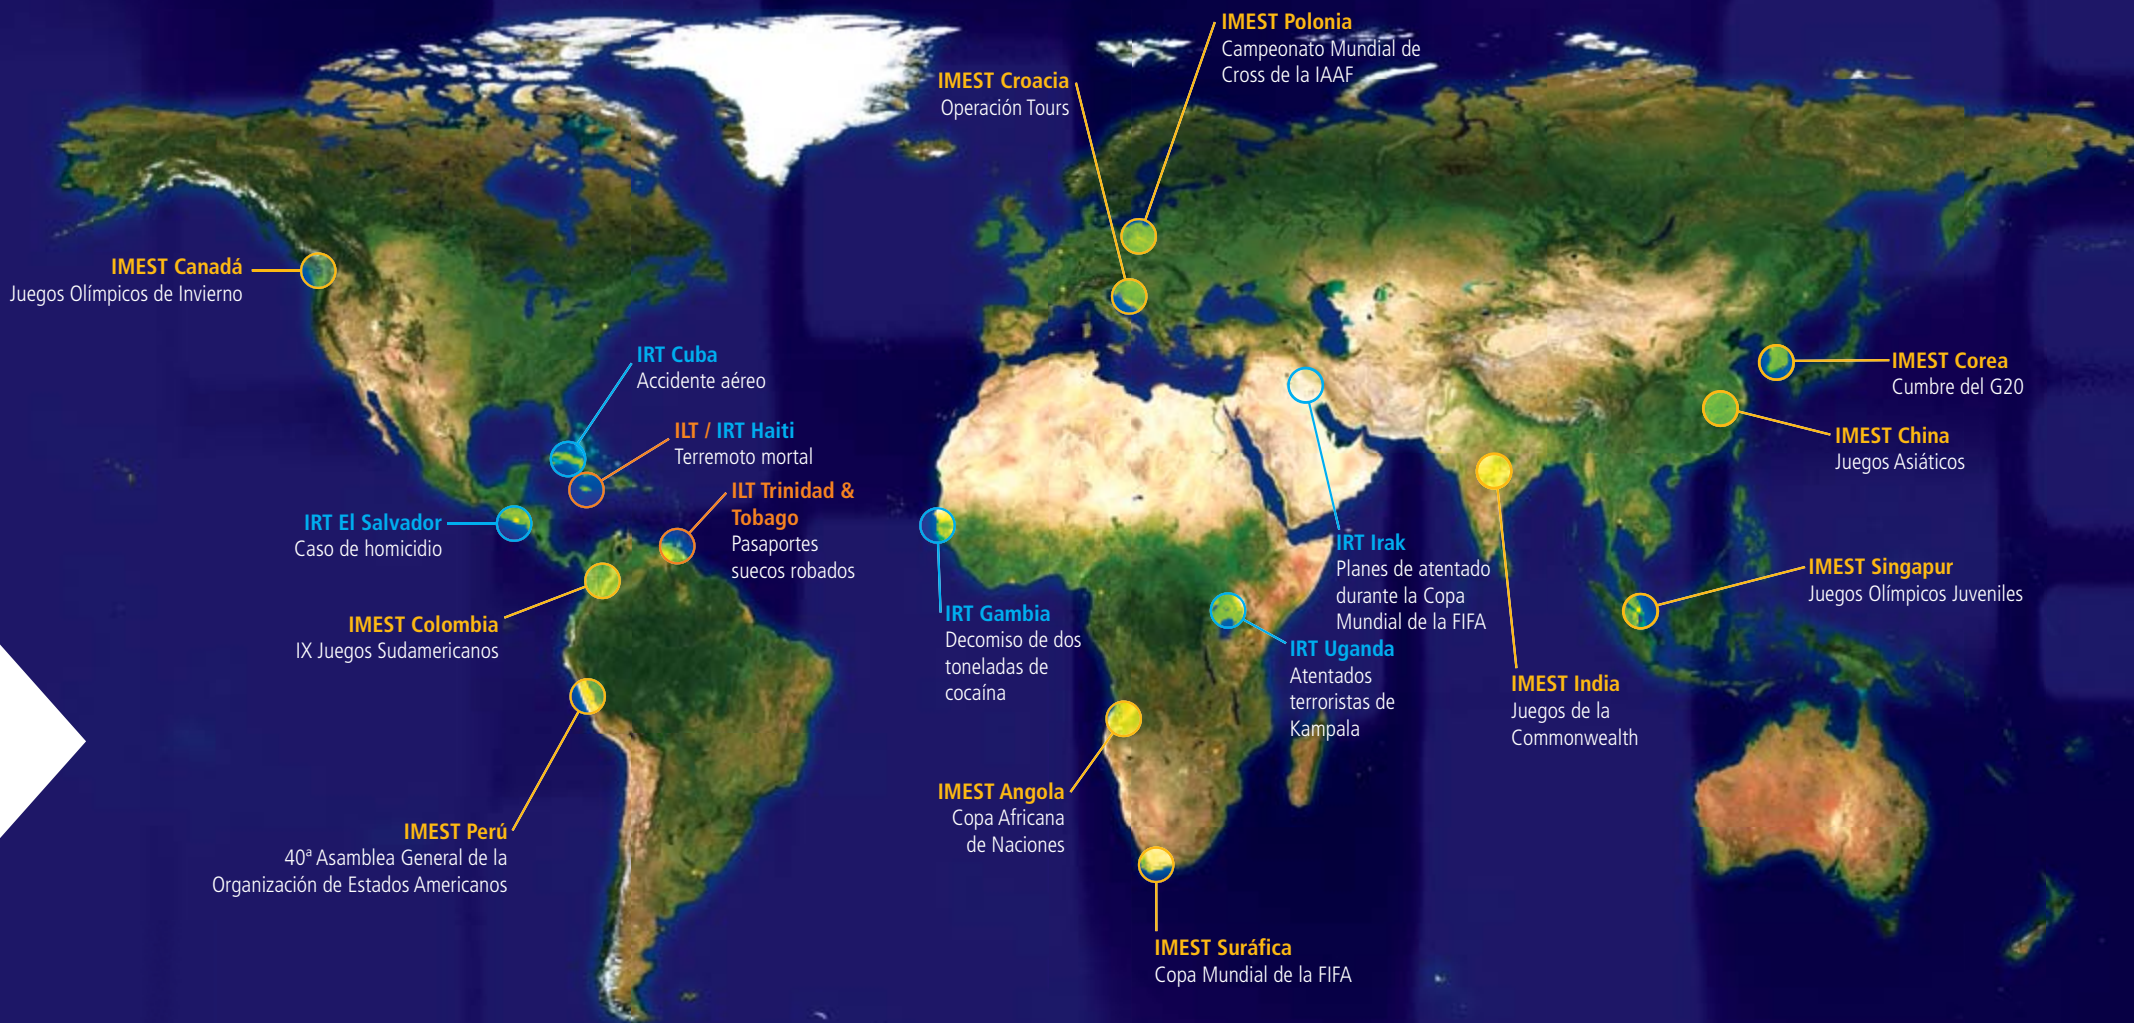 IMEST Polonia
Campeonato Mundial de
Cross de la IAAF
IMEST Croacia
Operación Tours
IMEST Canadá
Juegos Olímpicos de Invierno
IRT Cuba
Accidente aéreo
ILT / IRT Haiti
Terremoto mortal
ILT Trinidad &
Tobago
Pasaportes
suecos robados
IRT El Salvador
Caso de homicidio
IMEST Colombia
IX Juegos Sudamericanos
IMEST Perú
40ª Asamblea General de la
Organización de Estados Americanos
IRT Gambia
Decomiso de dos
toneladas de
cocaína
IMEST Angola
Copa Africana
de Naciones
IMEST Suráfica
Copa Mundial de la FIFA
IRT Irak
Planes de atentado
durante la Copa
Mundial de la FIFA
IRT Uganda
Atentados
terroristas de
Kampala
IMEST India
Juegos de la
Commonwealth
IMEST Corea
Cumbre del G20
IMEST China
Juegos Asiáticos
IMEST Singapur
Juegos Olímpicos Juveniles